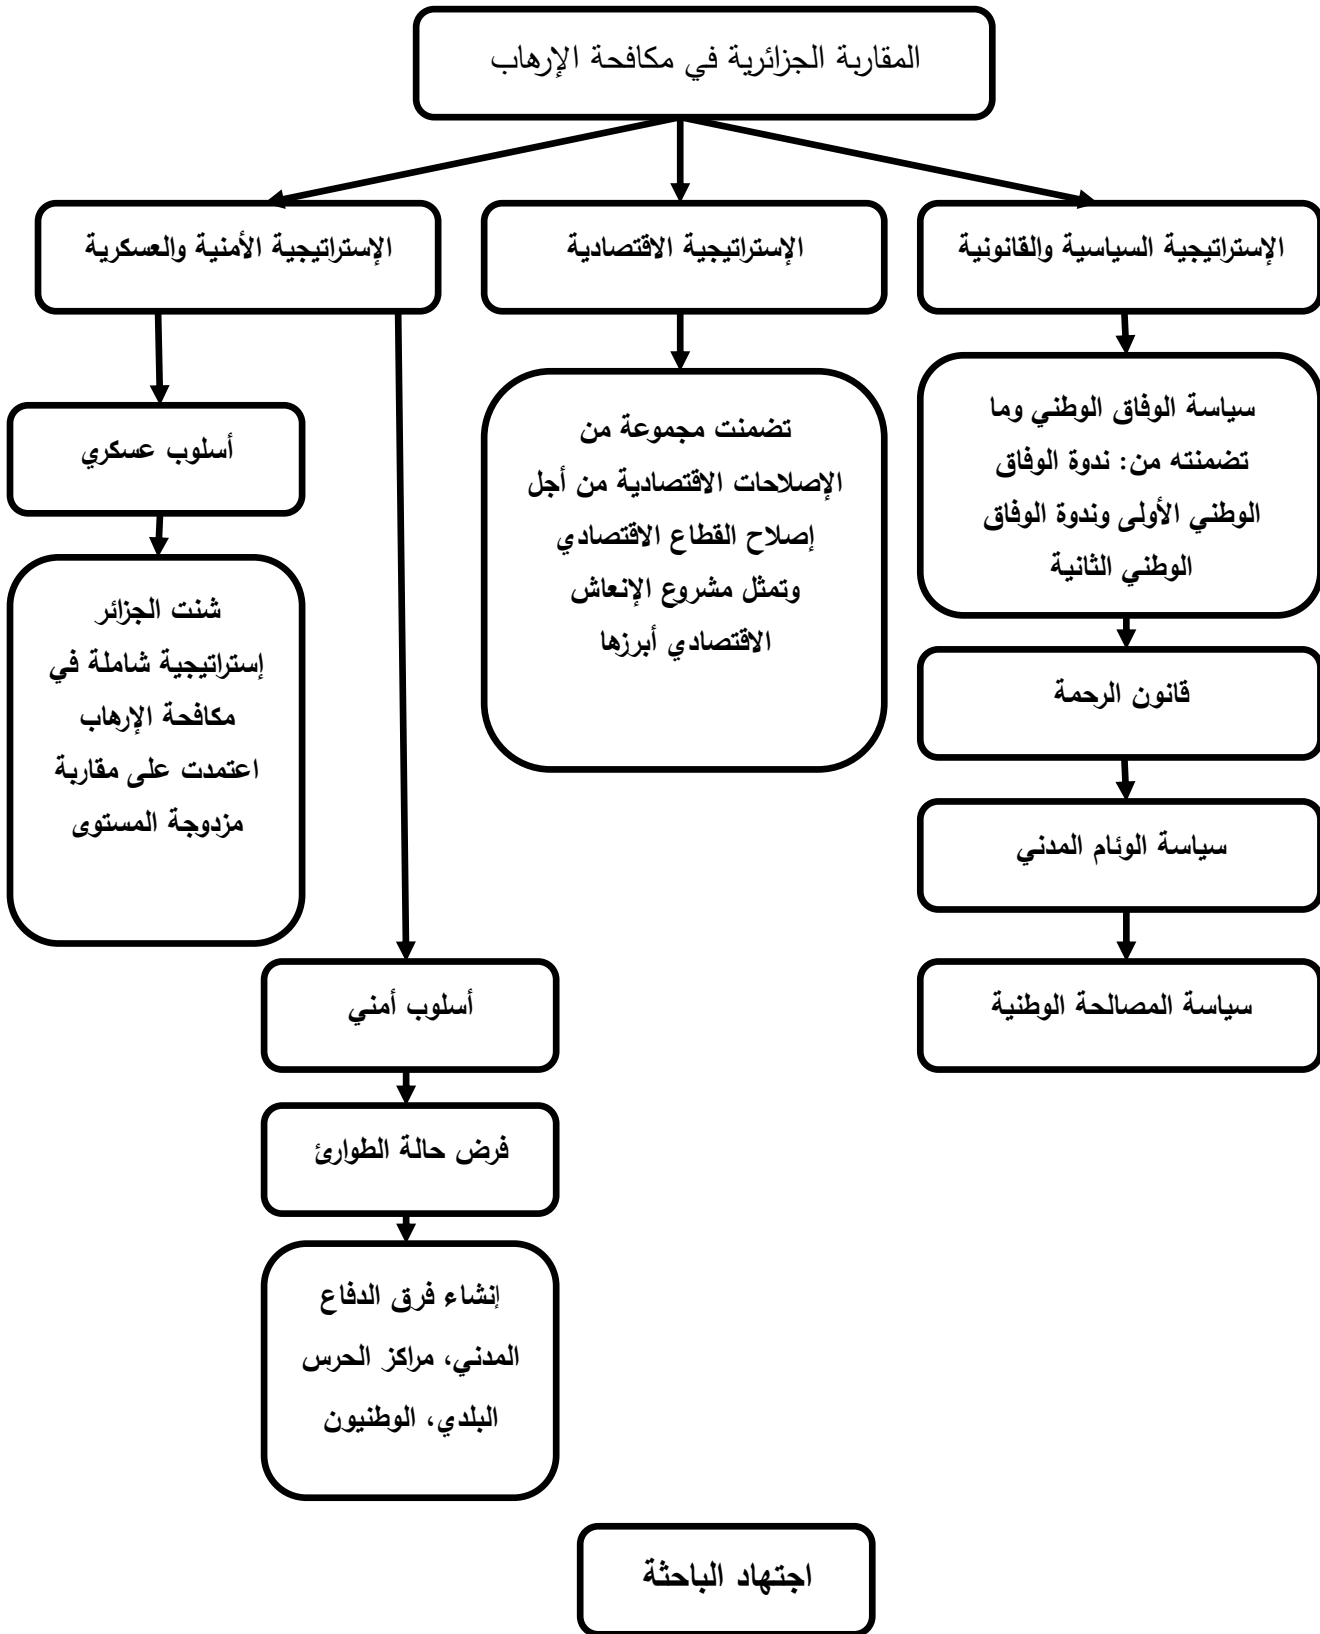 المقاربة الجزائرية في مكافحة الإرهاب
الإستراتيجية السياسية والقانونية
الإستراتيجية الاقتصادية
الإستراتيجية الأمنية والعسكرية
سياسة الوفاق الوطني وما
تضمنته من: ندوة الوفاق
الوطني الأولى وندوة الوفاق
الوطني الثانية
قانون الرحمة
سياسة الوئام المدني
سياسة المصالحة الوطنية
تضمنت مجموعة من
الإصلاحات الاقتصادية من أجل
إصلاح القطاع الاقتصادي
وتمثل مشروع الإنعاش
الاقتصادي أبرزها
أسلوب عسكري
شنت الجزائر
إستراتيجية شاملة في
مكافحة الإرهاب
اعتمدت على مقاربة
مزدوجة المستوى
أسلوب أمني
فرض حالة الطوارئ
إنشاء فرق الدفاع
المدني، مراكز الحرس
البلدي، الوطنيون
اجتهاد الباحثة